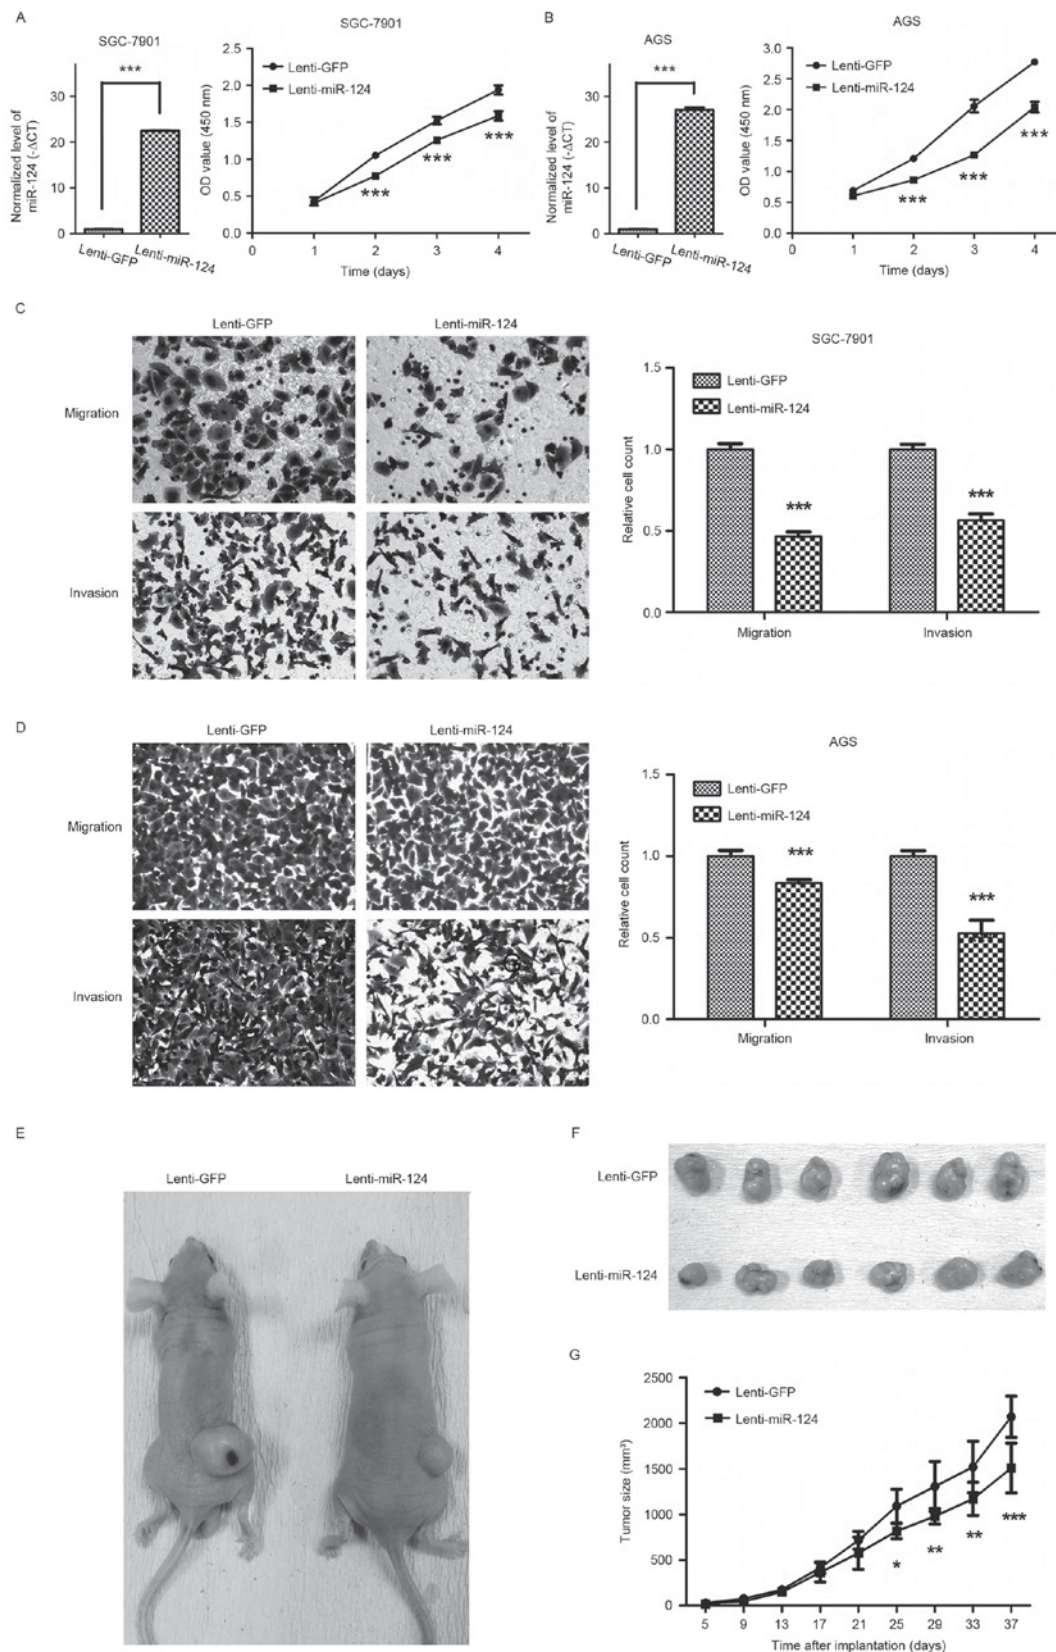 A
SGC-7901
SGC-7901
Normalized level of
miR-124 (-ΔCT)
30
20
10
0
***
Lenti-GFP
Lenti-miR-124
OD value (450 nm)
2.5
2.0
1.5
1.0
0.5
0.0
Lenti-GFP
Lenti-miR-124
***
***
***
1
2
3
4
Time (days)
B
AGS
AGS
Normalized level of
miR-124 (-ΔCT)
30
20
10
0
***
Lenti-GFP
Lenti-miR-124
OD value (450 nm)
3.0
2.5
2.0
1.5
1.0
0.5
0.0
Lenti-GFP
Lenti-miR-124
***
***
***
1
2
3
4
Time (days)
C
Lenti-GFP
Lenti-miR-124
Migration
Invasion
SGC-7901
Relative cell count
1.5
1.0
0.5
0.0
Lenti-GFP
Lenti-miR-124
***
***
Migration
Invasion
D
Lenti-GFP
Lenti-miR-124
Migration
Invasion
AGS
Relative cell count
1.5
1.0
0.5
0.0
Lenti-GFP
Lenti-miR-124
***
***
Migration
Invasion
E
Lenti-GFP
Lenti-miR-124
F
Lenti-GFP
Lenti-miR-124
G
Tumor size (mm³)
2500
2000
1500
1000
500
0
Lenti-GFP
Lenti-miR-124
*
**
**
***
5
9
13
17
21
25
29
33
37
Time after implantation (days)